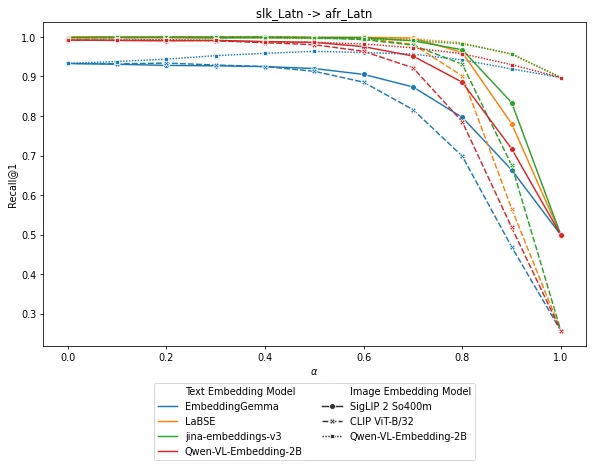 slk_Latn -> afr_Latn
Recall@1
1.0
0.9
0.8
0.7
0.6
0.5
0.4
0.3
0.0 0.2 0.4 0.6 0.8 1.0
α
Text Embedding Model Image Embedding Model
EmbeddingGemma SigLIP 2 So400m
LaBSE CLIP ViT-B/32
jina-embeddings-v3 Qwen-VL-Embedding-2B
Qwen-VL-Embedding-2B